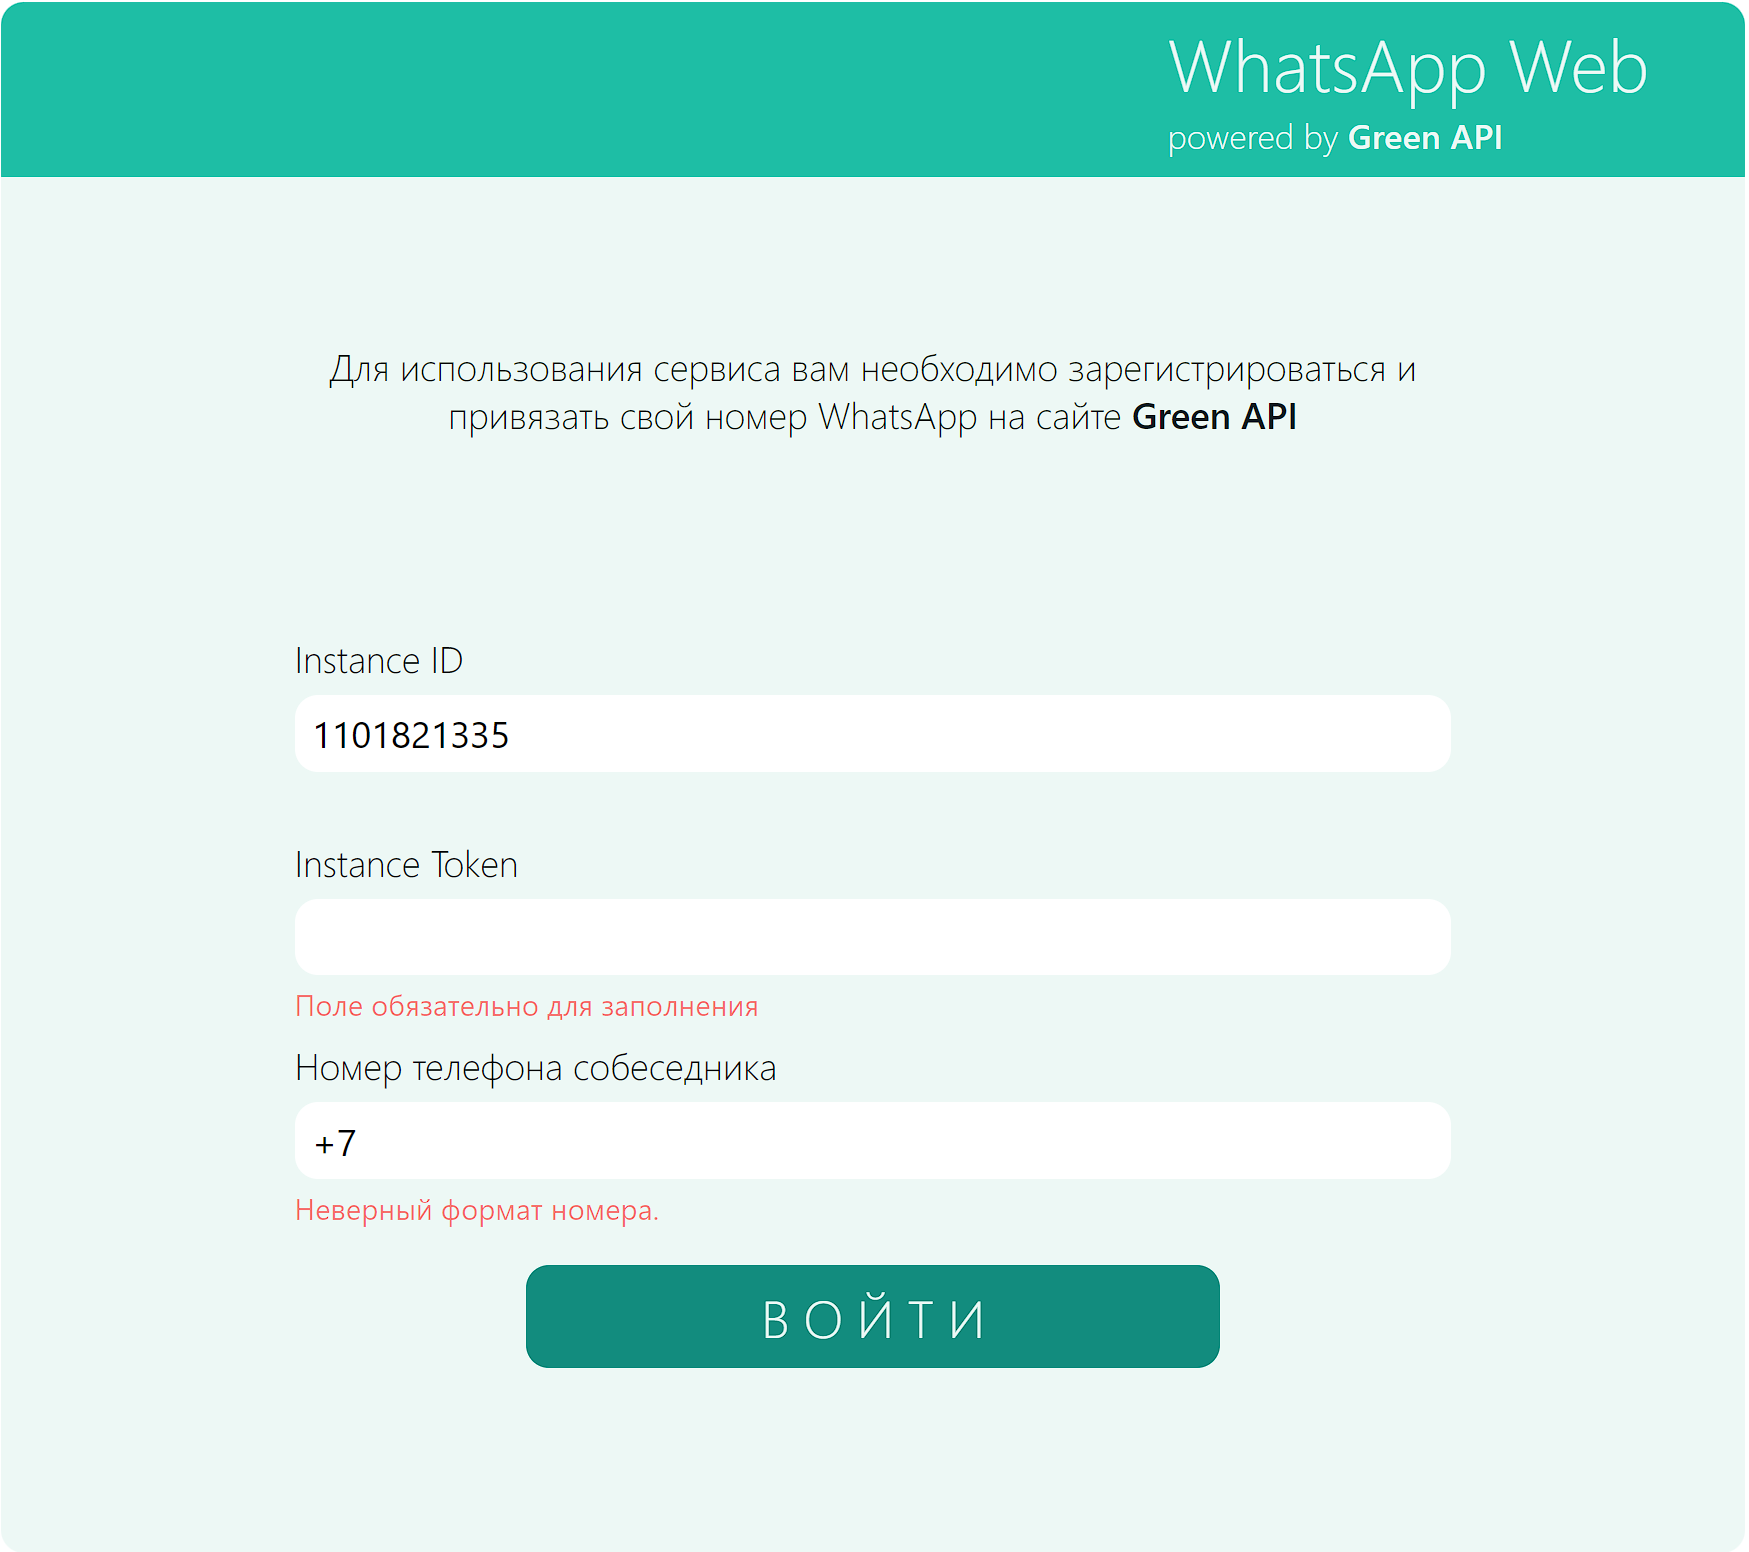 WhatsApp Web
powered by Green API
Для использования сервиса вам необходимо зарегистрироваться и
привязать свой номер WhatsApp на сайте Green API
Instance ID
1101821335
Instance Token
Поле обязательно для заполнения
Номер телефона собеседника
+7
Неверный формат номера.
ВОЙТИ